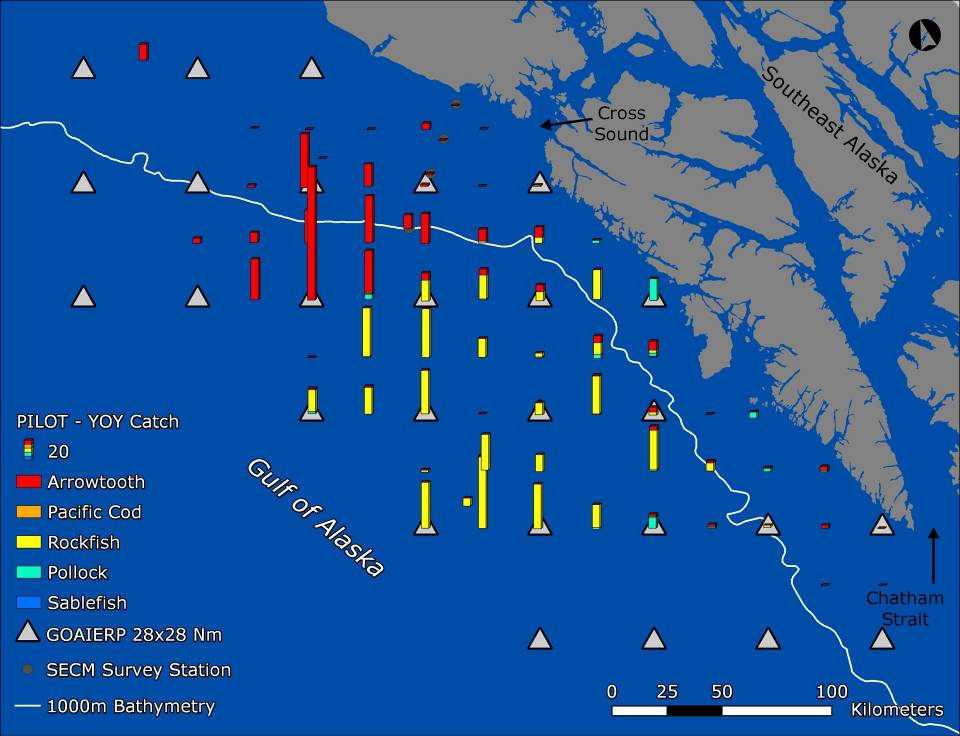 Cross
Sound
Southeast Alaska
PILOT - YOY Catch
20
Arrowtooth
Pacific Cod
Rockfish
Pollock
Sablefish
GOAIERP 28x28 Nm
SECM Survey Station
1000m Bathymetry
Gulf of Alaska
Chatham
Strait
0 25 50 100
Kilometers